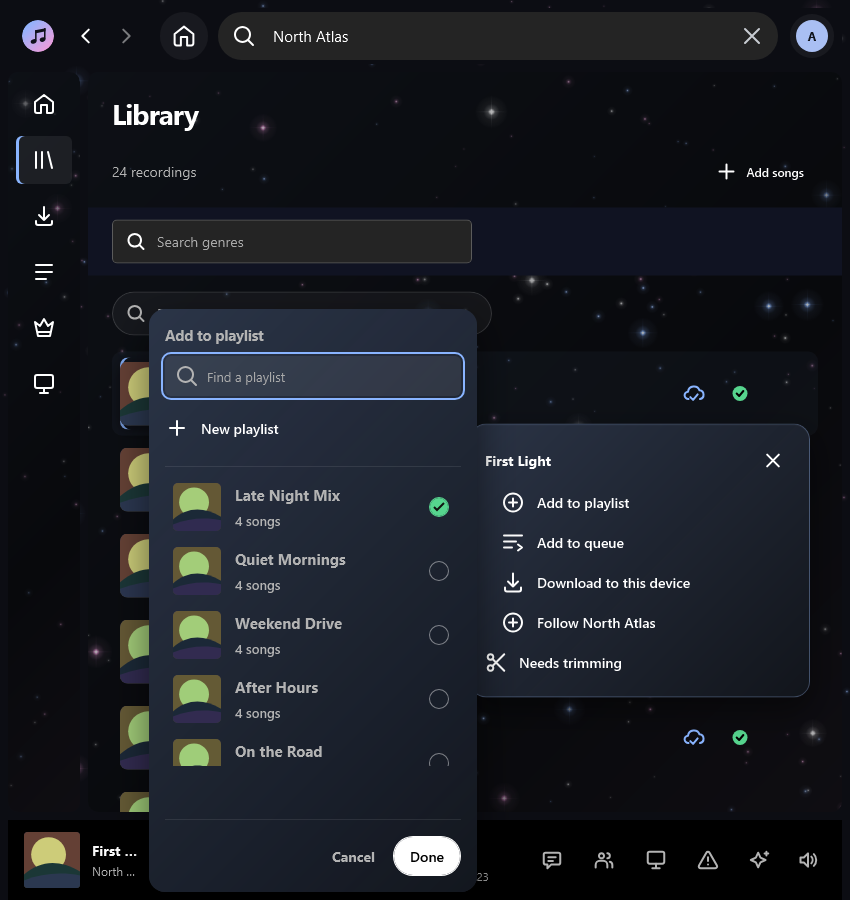 North Atlas
A
Library
24 recordings
Add songs
Search genres
Add to playlist
Find a playlist
New playlist
Late Night Mix
4 songs
Quiet Mornings
4 songs
Weekend Drive
4 songs
After Hours
4 songs
On the Road
Cancel
Done
First Light
Add to playlist
Add to queue
Download to this device
Follow North Atlas
Needs trimming
First ...
North ...
23